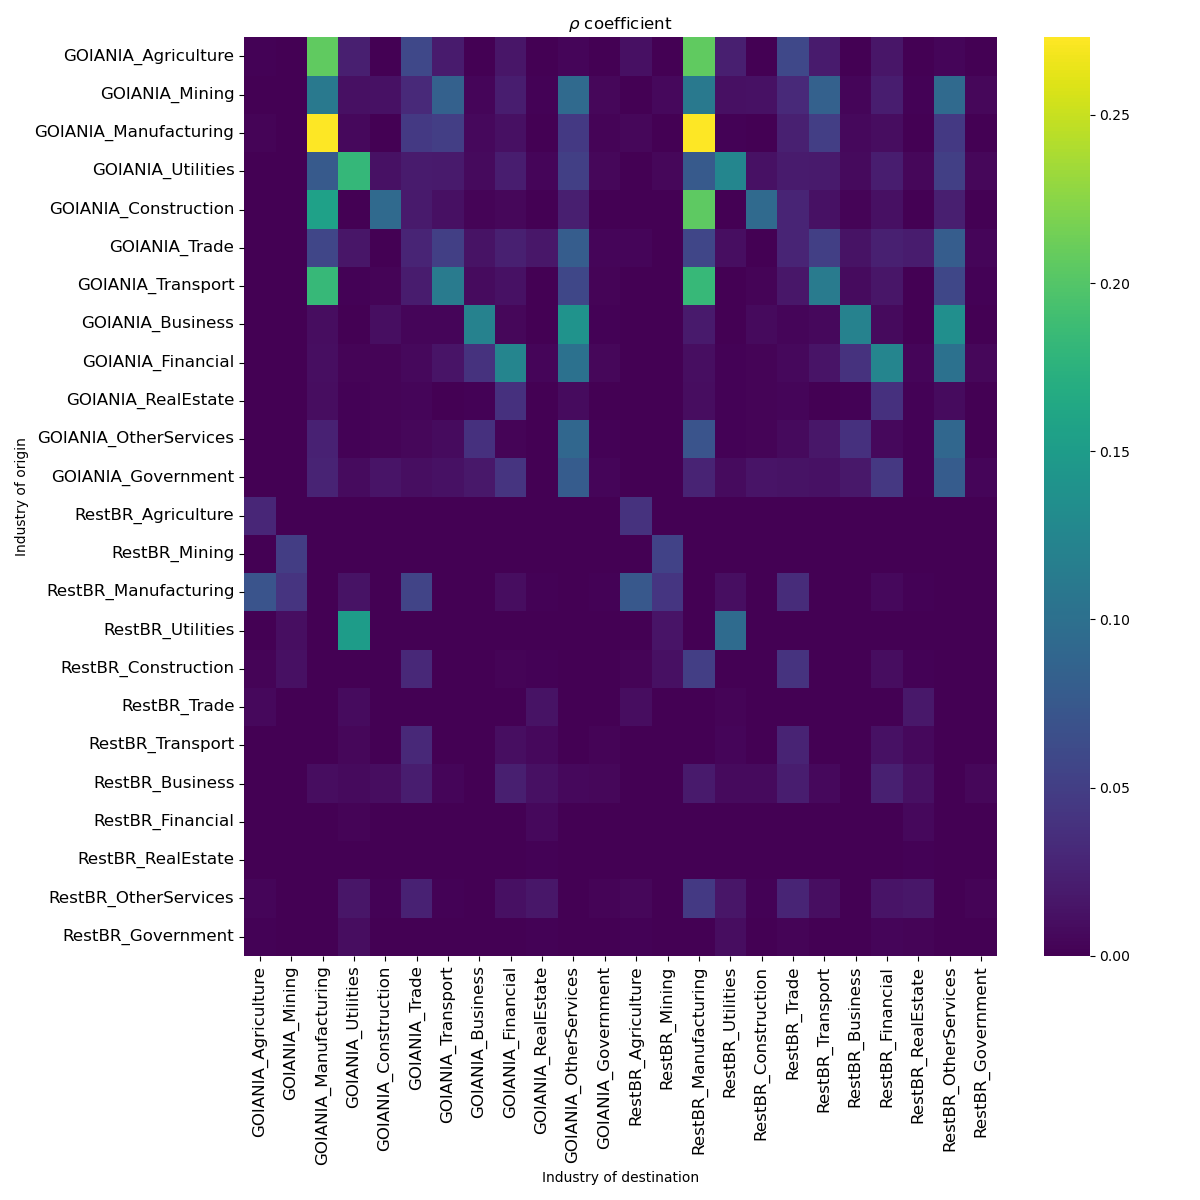 ρ coefficient
GOIANIA_Agriculture
GOIANIA_Mining
GOIANIA_Manufacturing
GOIANIA_Utilities
GOIANIA_Construction
GOIANIA_Trade
GOIANIA_Transport
GOIANIA_Business
GOIANIA_Financial
GOIANIA_RealEstate
GOIANIA_OtherServices
GOIANIA_Government
RestBR_Agriculture
RestBR_Mining
RestBR_Manufacturing
RestBR_Utilities
RestBR_Construction
RestBR_Trade
RestBR_Transport
RestBR_Business
RestBR_Financial
RestBR_RealEstate
RestBR_OtherServices
RestBR_Government
Industry of origin
GOIANIA_Agriculture
GOIANIA_Mining
GOIANIA_Manufacturing
GOIANIA_Utilities
GOIANIA_Construction
GOIANIA_Trade
GOIANIA_Transport
GOIANIA_Business
GOIANIA_Financial
GOIANIA_RealEstate
GOIANIA_OtherServices
GOIANIA_Government
RestBR_Agriculture
RestBR_Mining
RestBR_Manufacturing
RestBR_Utilities
RestBR_Construction
RestBR_Trade
RestBR_Transport
RestBR_Business
RestBR_Financial
RestBR_RealEstate
RestBR_OtherServices
RestBR_Government
Industry of destination
0.25
0.20
0.15
0.10
0.05
0.00